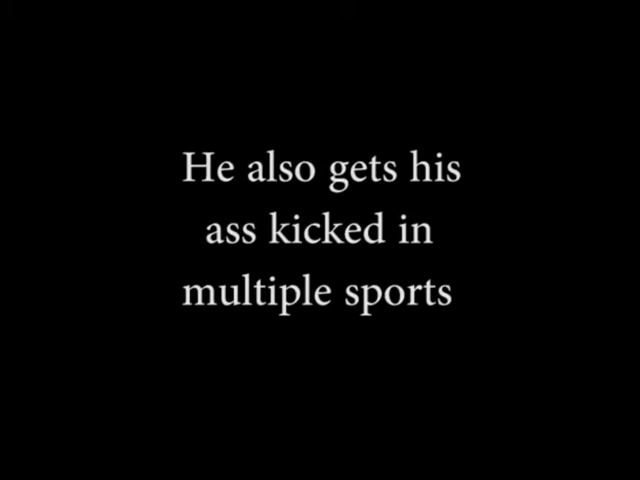 He also gets his
ass kicked in
multiple sports